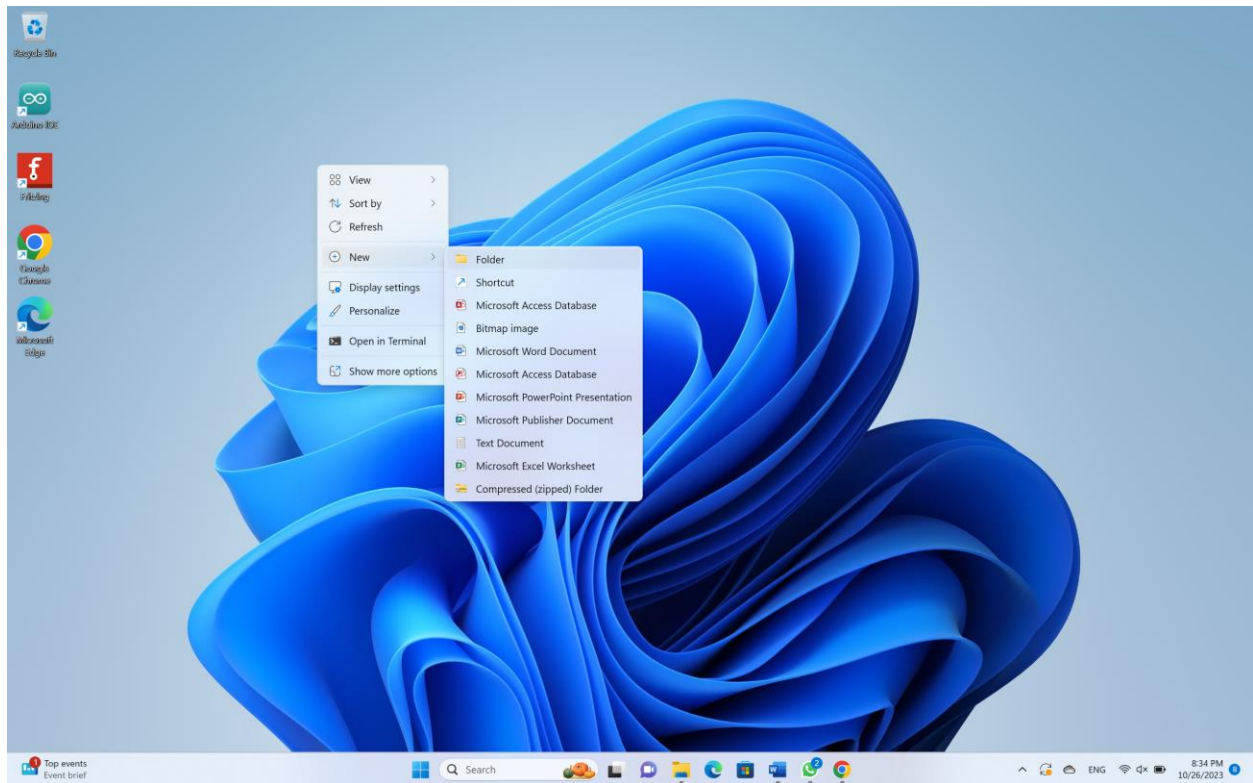 Recycle Bin
Arduino IDE
Fritzing
Google
Chrome
Microsoft
Edge
View
Sort by
Refresh
New
Display settings
Personalize
Open in Terminal
Show more options
Folder
Shortcut
Microsoft Access Database
Bitmap image
Microsoft Word Document
Microsoft Access Database
Microsoft PowerPoint Presentation
Microsoft Publisher Document
Text Document
Microsoft Excel Worksheet
Compressed (zipped) Folder
1
Top events
Event brief
Search
2
ENG
8:34 PM
10/26/2023
8